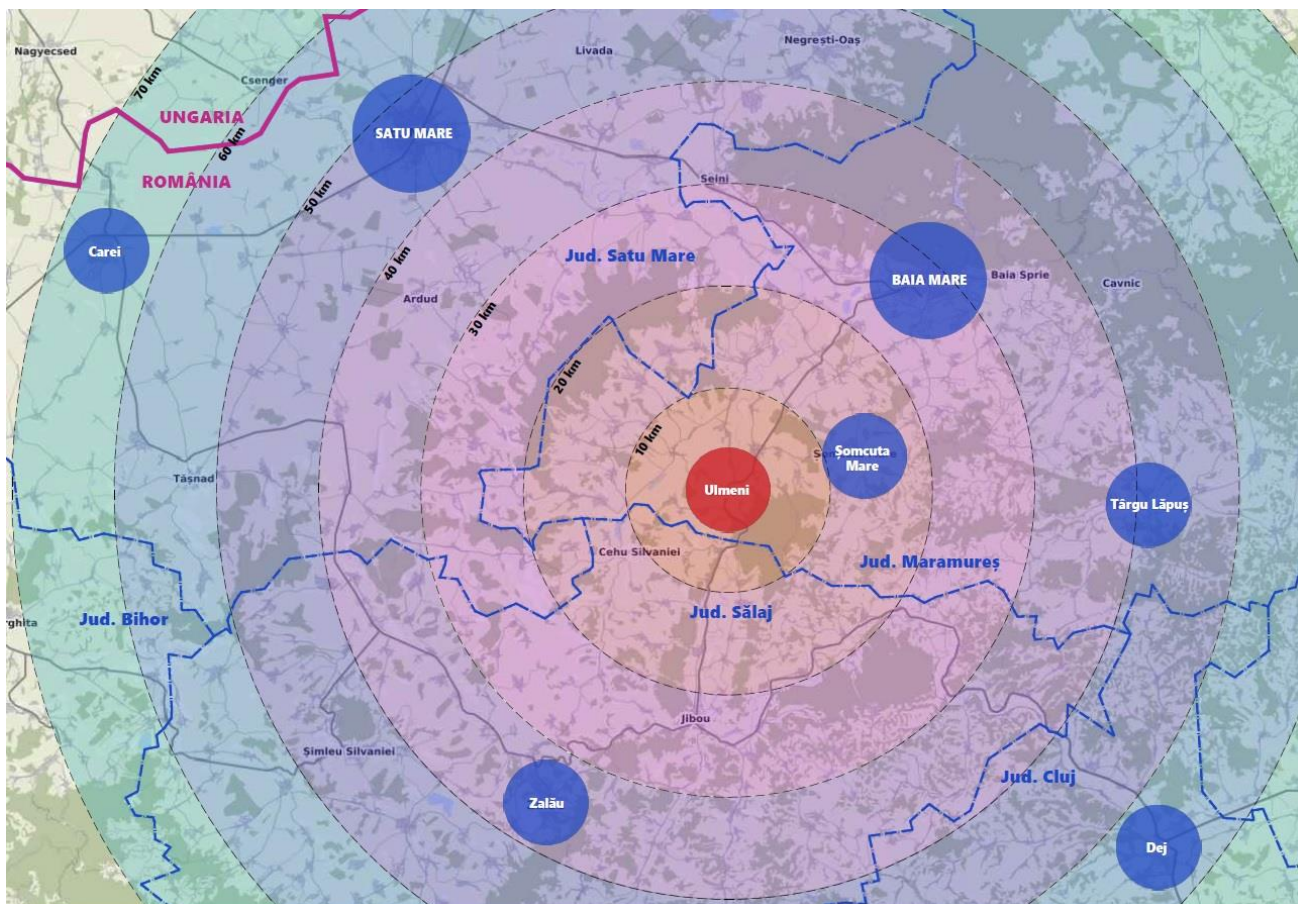 Negrești-Oaș
Nagyecsed
Livada
Csenger
70 km
UNGARIA
SATU MARE
60 km
ROMÂNIA
Seini
50 km
Carei
Jud. Satu Mare
40 km
BAIA MARE
Baia Sprie
Cavnic
Ardud
30 km
20 km
10 km
Șomcuta
Mare
Tășnad
Ulmeni
Târgu Lăpuș
Cehu Silvaniei
Jud. Maramureș
Jud. Sălaj
Jud. Bihor
rghita
Jibou
Șimleu Silvaniei
Jud. Cluj
Zalău
Dej